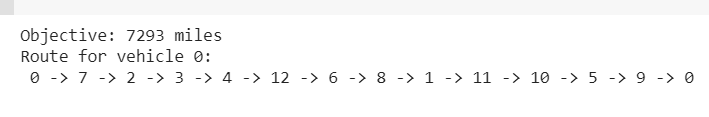 Objective: 7293 miles
Route for vehicle 0:
0 -> 7 -> 2 -> 3 -> 4 -> 12 -> 6 -> 8 -> 1 -> 11 -> 10 -> 5 -> 9 -> 0